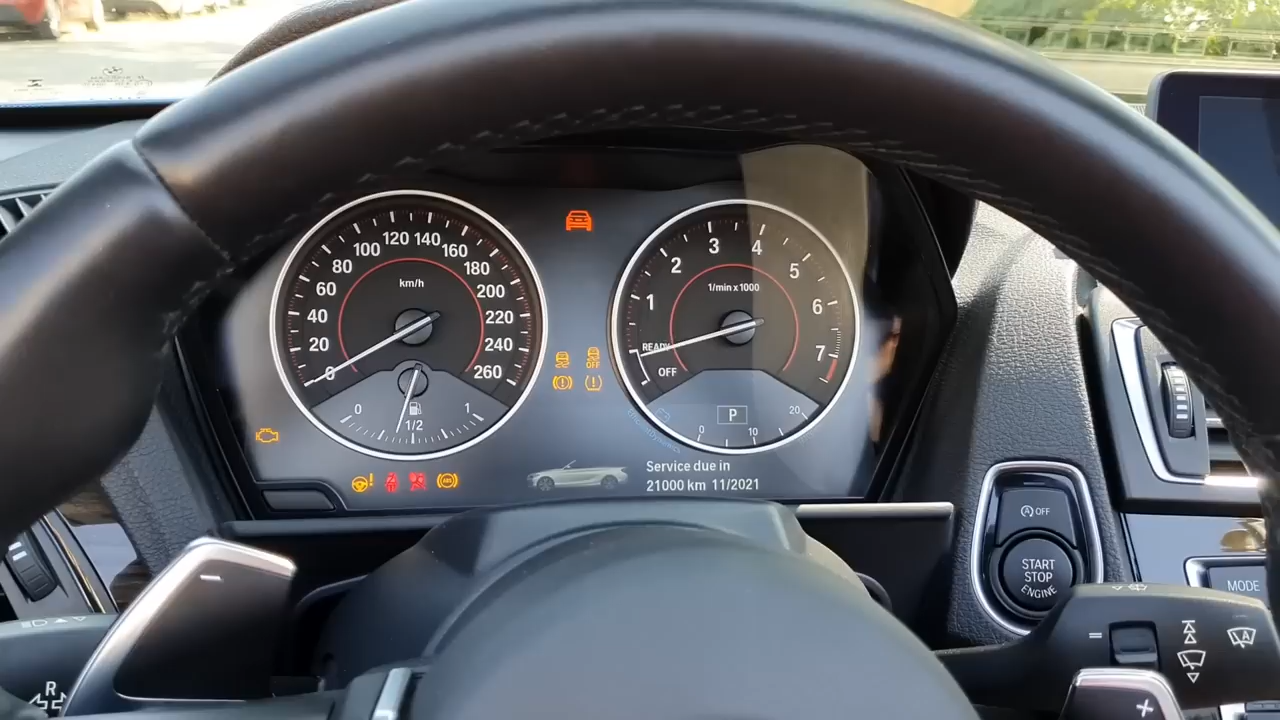 0
20
40
60
80
100
120
140
160
180
200
220
240
260
km/h
0
1/2
1
OFF
ABS
1
2
3
4
5
6
7
1/min x 1000
READY
OFF
P
0
10
20
Service due in
21000 km 11/2021
A OFF
START
STOP
ENGINE
MODE
A
R
−
+